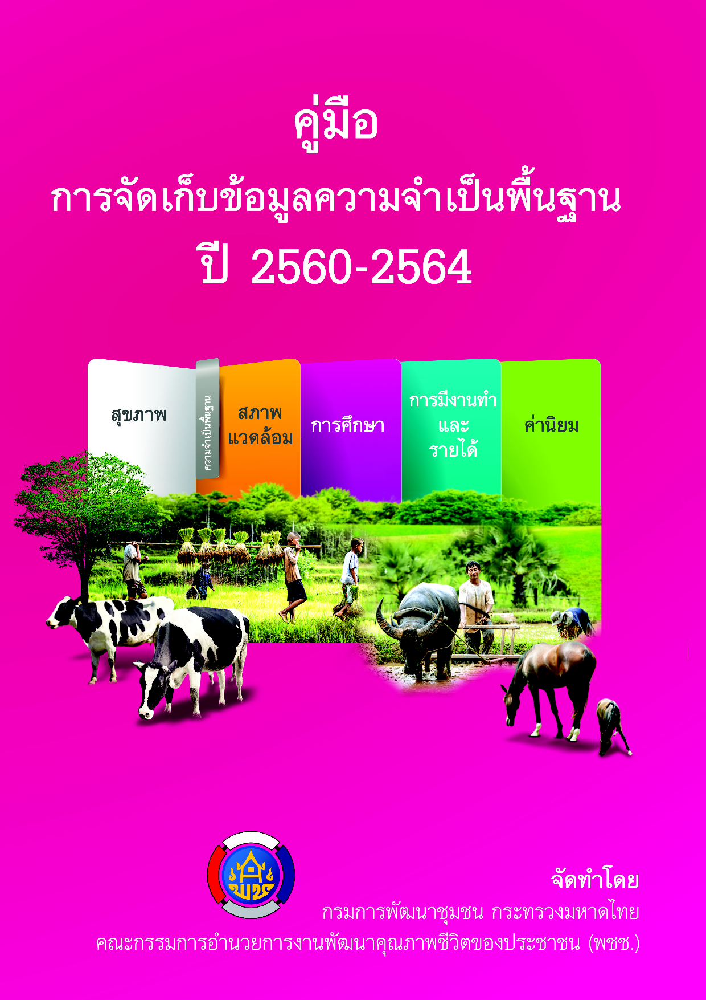 คู่มือ
การจัดเก็บข้อมูลความจำเป็นพื้นฐาน
ปี 2560-2564
สุขภาพ
ความจำเป็นพื้นฐาน
สภาพ
แวดล้อม
การศึกษา
การมีงานทำ
และ
รายได้
ค่านิยม
พช
จัดทำโดย
กรมการพัฒนาชุมชน กระทรวงมหาดไทย
คณะกรรมการอำนวยการงานพัฒนาคุณภาพชีวิตของประชาชน (พชช.)